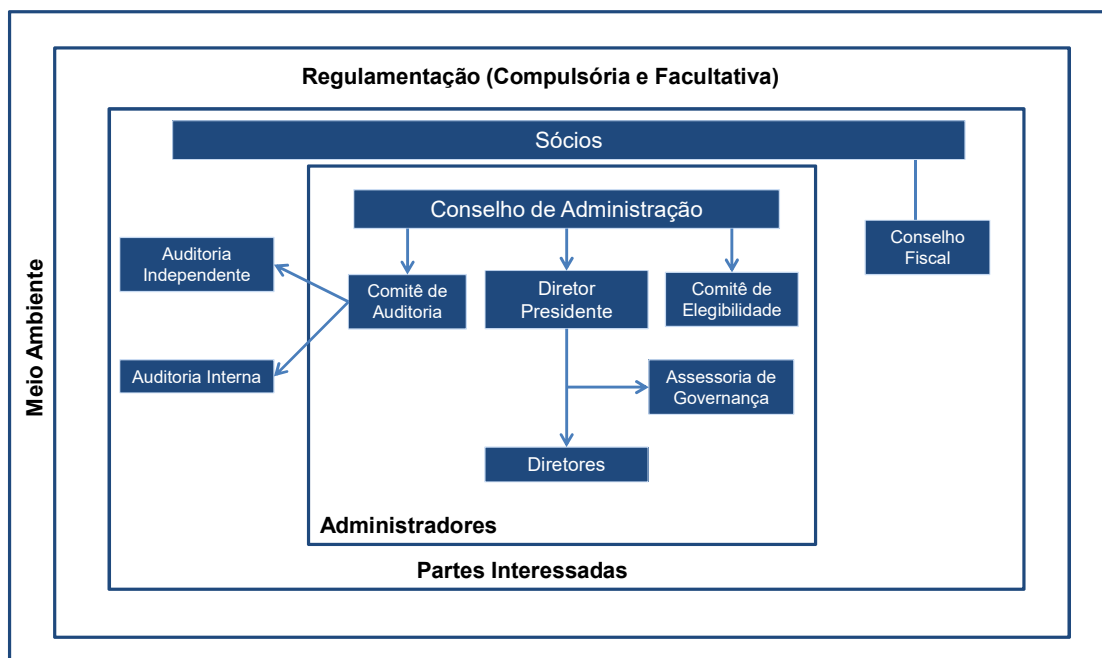 Regulamentação (Compulsória e Facultativa)
Sócios
Conselho de Administração
Conselho
Fiscal
Auditoria
Independente
Comitê de
Auditoria
Diretor
Presidente
Comitê de
Elegibilidade
Meio Ambiente
Auditoria Interna
Assessoria de
Governança
Diretores
Administradores
Partes Interessadas